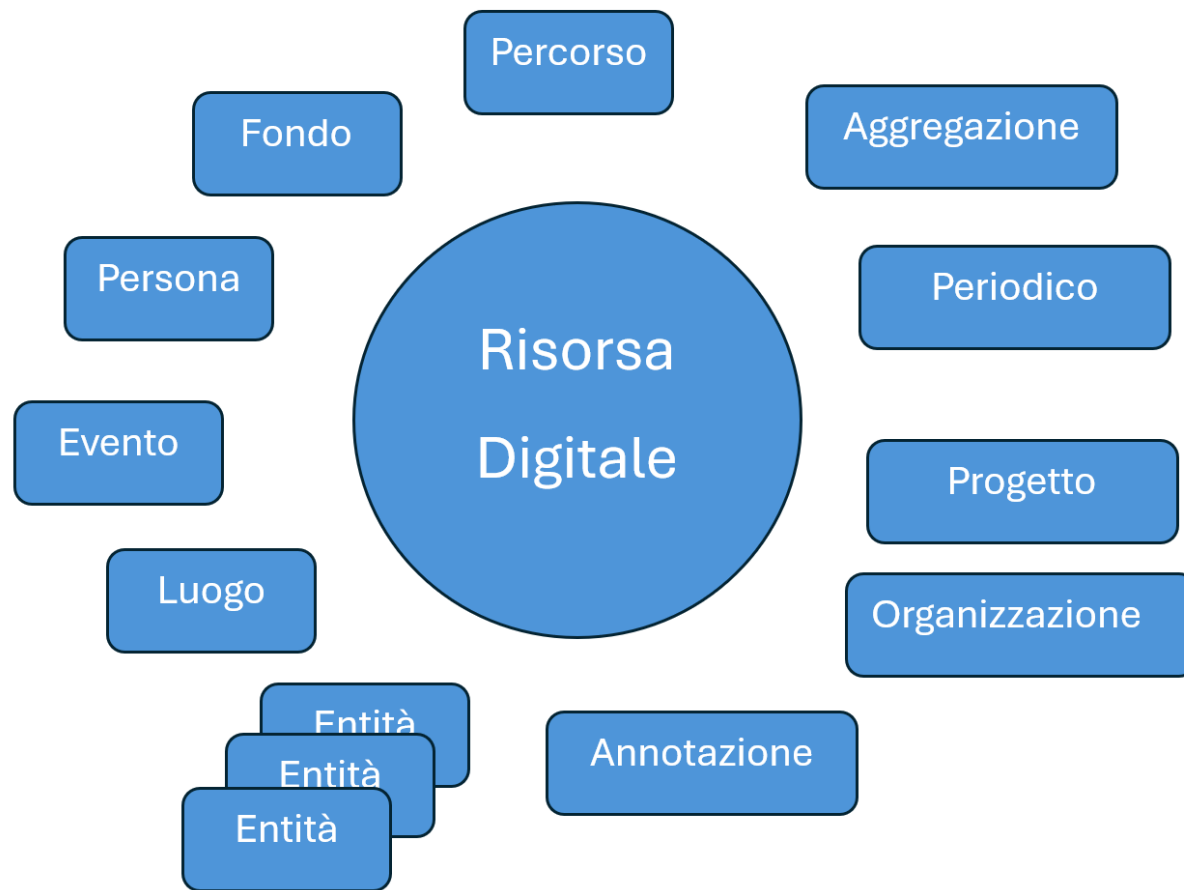 Percorso
Fondo
Aggregazione
Persona
Periodico
Risorsa
Digitale
Evento
Progetto
Luogo
Organizzazione
Entità
Entità
Entità
Annotazione